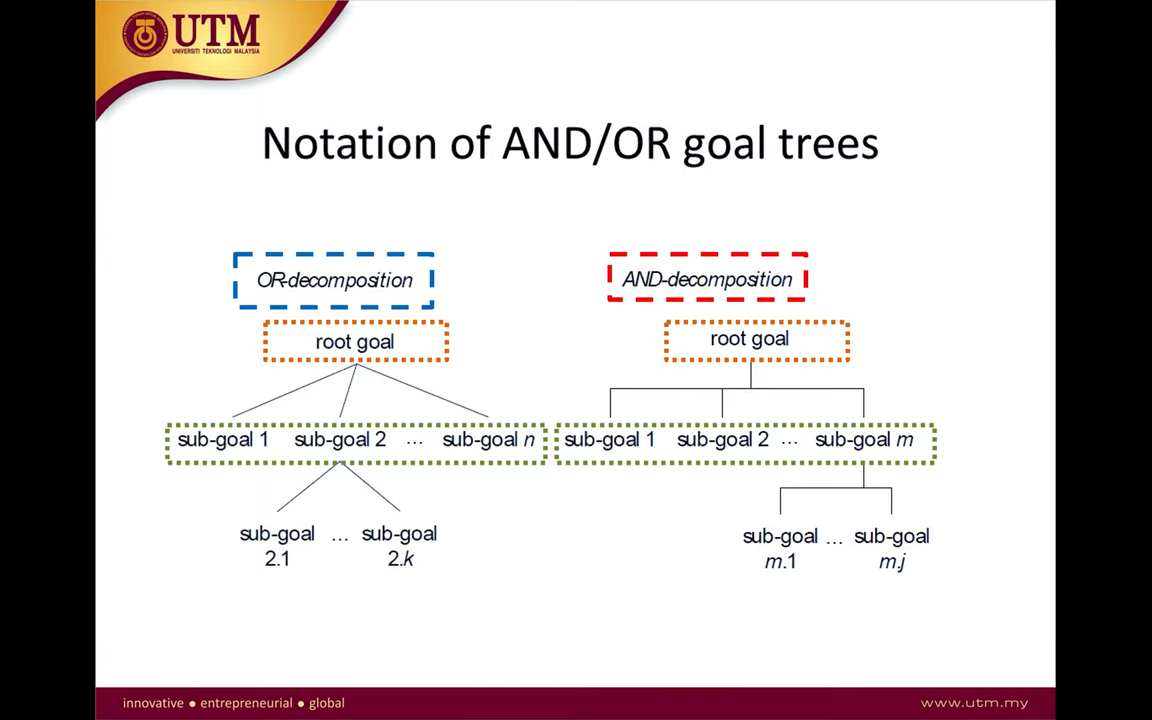 UTM
UNIVERSITI TEKNOLOGI MALAYSIA
Notation of AND/OR goal trees
OR-decomposition
AND-decomposition
root goal
root goal
sub-goal 1 sub-goal 2 ... sub-goal n
sub-goal 1 sub-goal 2 ... sub-goal m
sub-goal ... sub-goal
2.1 2.k
sub-goal ... sub-goal
m.1 m.j
innovative ● entrepreneurial ● global
www.utm.my